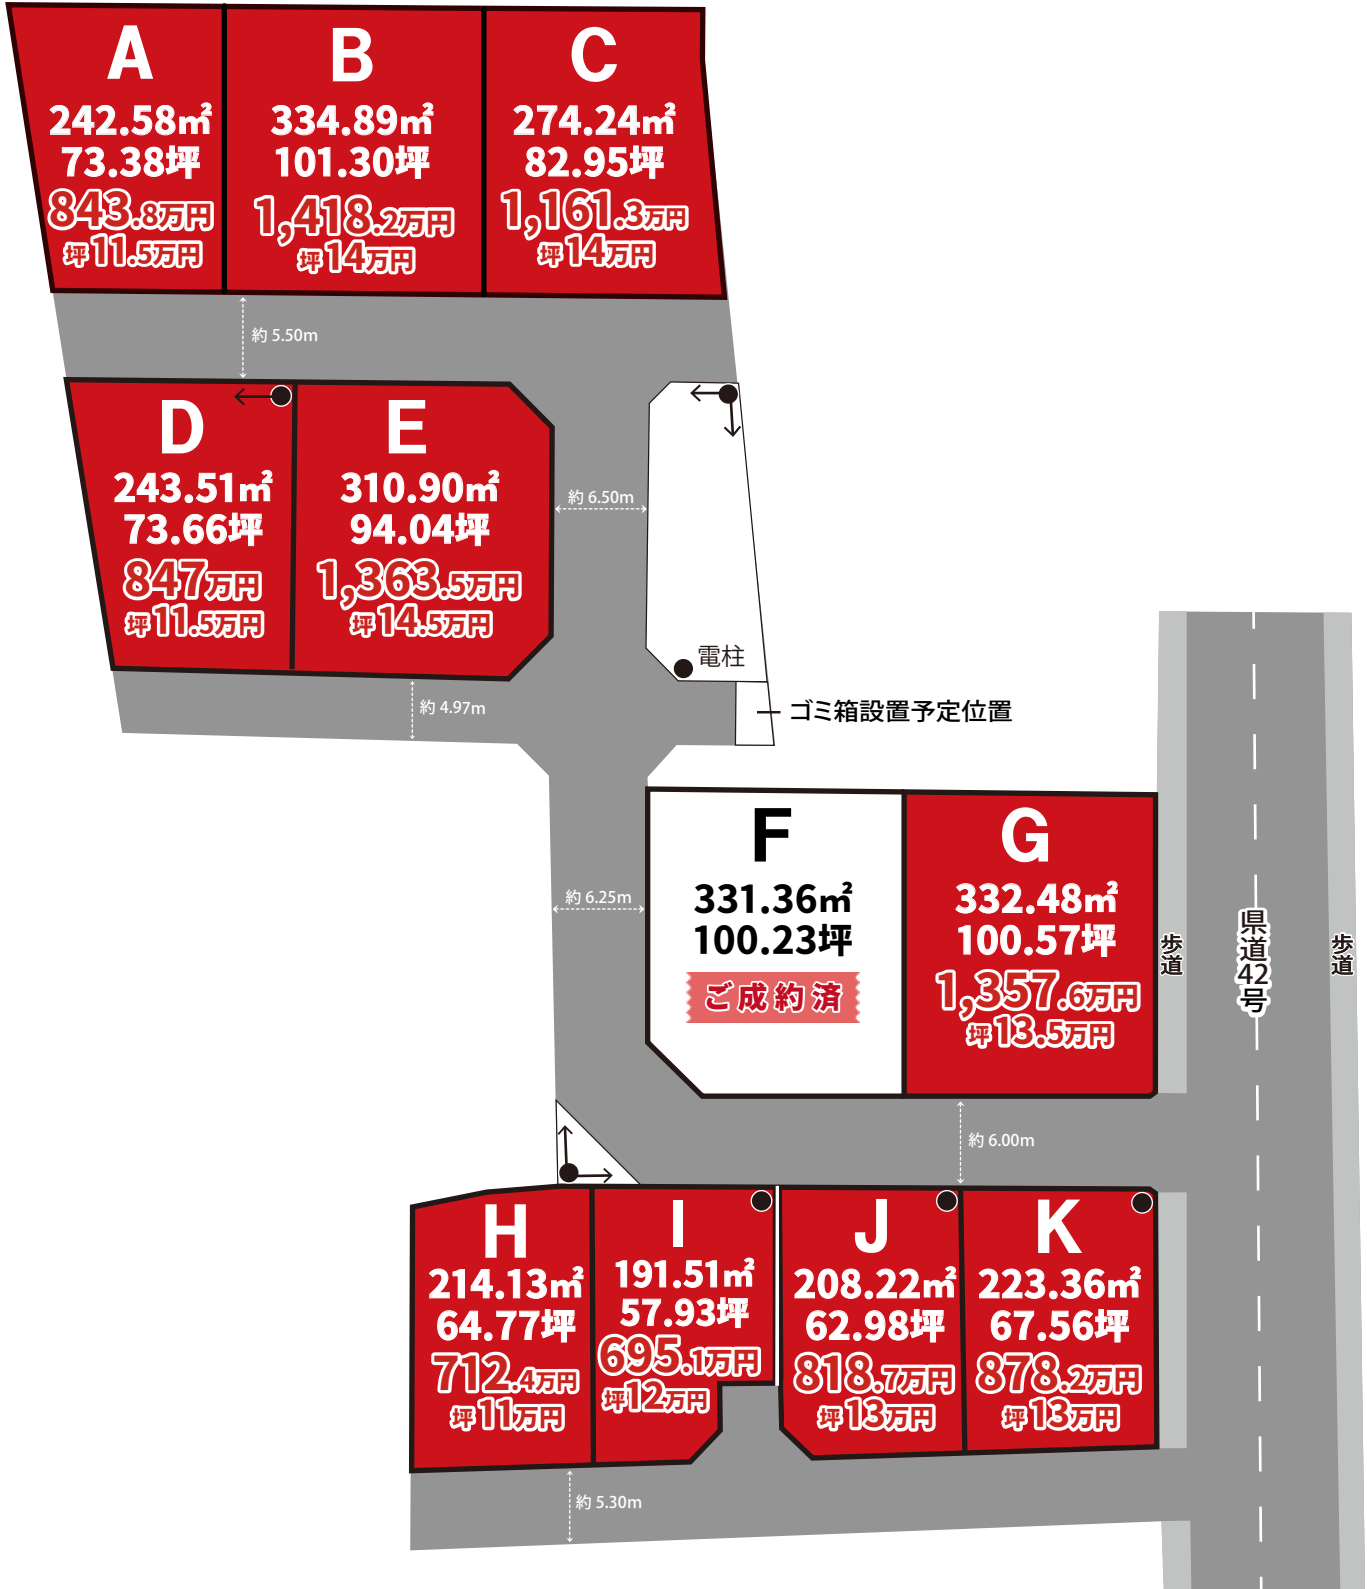 A
242.58㎡
73.38坪
843.8万円
坪11.5万円
B
334.89㎡
101.30坪
1,418.2万円
坪14万円
C
274.24㎡
82.95坪
1,161.3万円
坪14万円
約 5.50m
D
243.51㎡
73.66坪
847万円
坪11.5万円
E
310.90㎡
94.04坪
1,363.5万円
坪14.5万円
約 6.50m
電柱
約 4.97m
ゴミ箱設置予定位置
F
331.36㎡
100.23坪
ご成約済
G
332.48㎡
100.57坪
1,357.6万円
坪13.5万円
約 6.25m
歩道
県道42号
歩道
約 6.00m
H
214.13㎡
64.77坪
712.4万円
坪11万円
I
191.51㎡
57.93坪
695.1万円
坪12万円
J
208.22㎡
62.98坪
818.7万円
坪13万円
K
223.36㎡
67.56坪
878.2万円
坪13万円
約 5.30m